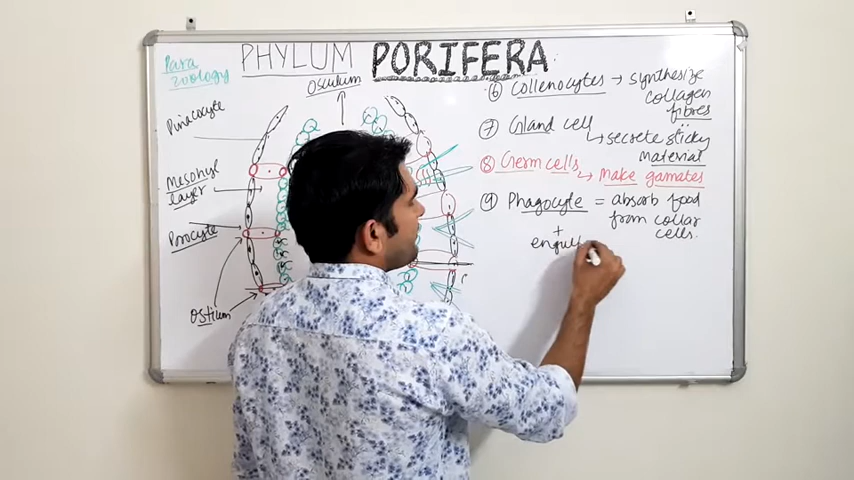 Para
zoology
PHYLUM PORIFERA
Osculum
Pinacocyte
Mesohyl
layer
Porocyte
Ostium
⑥ Collenocytes → synthesize
collagen
fibres
⑦ Gland cell
↳ secrete sticky
material
⑧ Germ cells
↳ Make gamates
⑨ Phagocyte = absorb food
from collar
cells.
+
engulf